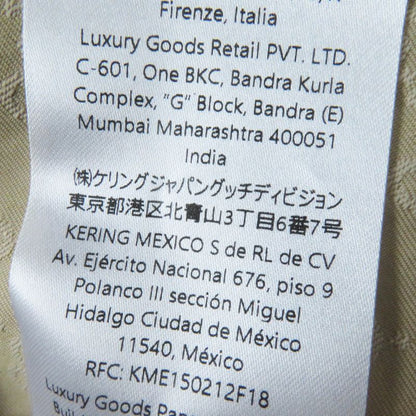 Firenze, Italia
Luxury Goods Retail PVT. LTD.
C-601, One BKC, Bandra Kurla
Complex, "G" Block, Bandra (E)
Mumbai Maharashtra 400051
India
㈱ケリングジャパングッチディビジョン
東京都港区北青山3丁目6番7号
KERING MEXICO S de RL de CV
Av. Ejército Nacional 676, piso 9
Polanco III sección Miguel
Hidalgo Ciudad de México
11540, México
RFC: KME150212F18
Luxury Goods